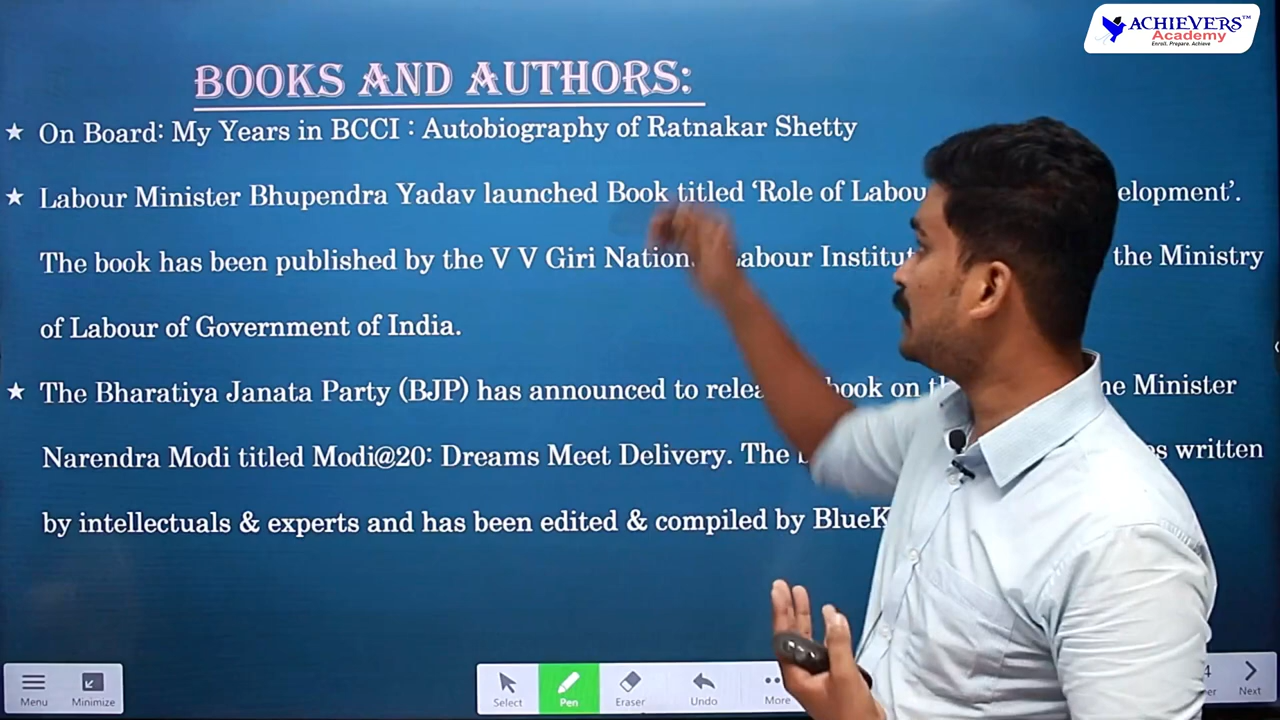 ACHIEVERS™
Academy
Enroll. Prepare. Achieve
BOOKS AND AUTHORS:
★ On Board: My Years in BCCI : Autobiography of Ratnakar Shetty
★ Labour Minister Bhupendra Yadav launched Book titled ‘Role of Labou elopment’.
The book has been published by the V V Giri Nation abour Institut the Ministry
of Labour of Government of India.
★ The Bharatiya Janata Party (BJP) has announced to relea book on Minister
Narendra Modi titled Modi@20: Dreams Meet Delivery. The written
by intellectuals & experts and has been edited & compiled by BlueK
Menu Minimize Select Pen Eraser Undo More Next